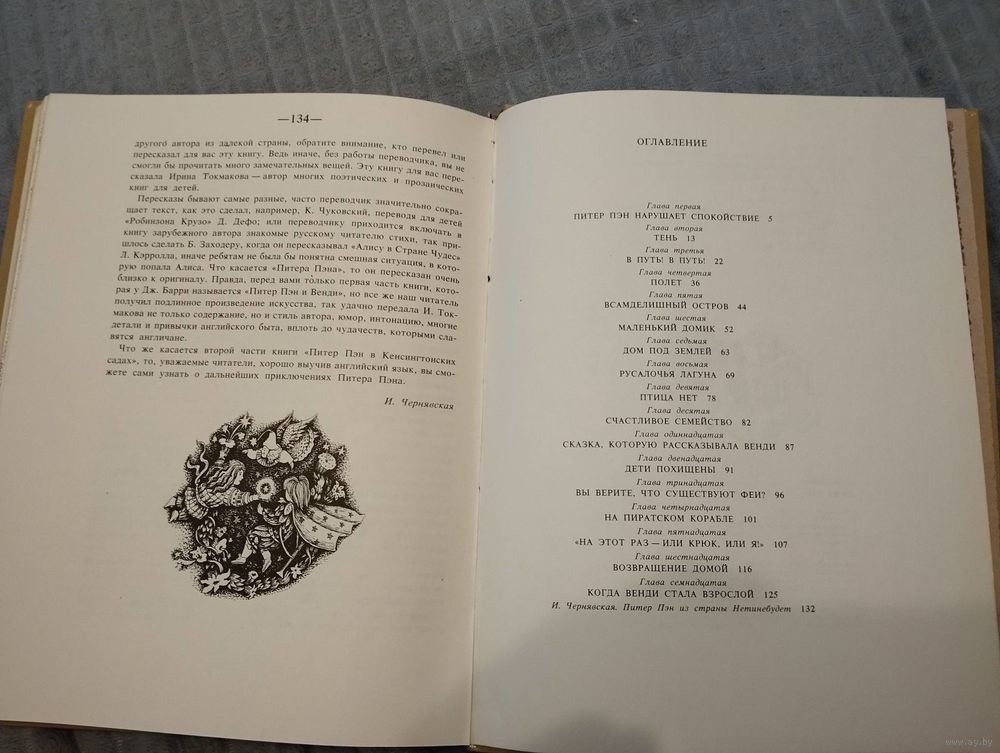 —134—
другого автора из далекой страны, обратите внимание, кто перевел или
пересказал для вас эту книгу. Ведь иначе, без работы переводчика, вы не
смогли бы прочитать много замечательных вещей. Эту книгу для вас пере-
сказала Ирина Токмакова — автор многих поэтических и прозаических
книг для детей.
Пересказы бывают самые разные, часто переводчик значительно сокра-
щает текст, как это сделал, например, К. Чуковский, переводя для детей
«Робинзона Крузо» Д. Дефо; или переводчику приходится включать в
книгу зарубежного автора знакомые русскому читателю стихи, так при-
шлось сделать Б. Заходеру, когда он пересказывал «Алису в Стране Чудес»
Л. Кэрролла, иначе ребятам не была бы понятна смешная ситуация, в кото-
рую попала Алиса. Что касается «Питера Пэна», то он пересказан очень
близко к оригиналу. Правда, перед вами только первая часть книги, кото-
рая у Дж. Барри называется «Питер Пэн и Венди», но все же наш читатель
получил подлинное произведение искусства, так удачно передала И. Ток-
макова не только содержание, но и стиль автора, юмор, интонацию, многие
детали и привычки английского быта, вплоть до чудачеств, которыми сла-
вятся англичане.
Что же касается второй части книги «Питер Пэн в Кенсингтонских
садах», то, уважаемые читатели, хорошо выучив английский язык, вы смо-
жете сами узнать о дальнейших приключениях Питера Пэна.
И. Чернявская
ОГЛАВЛЕНИЕ
Глава первая
ПИТЕР ПЭН НАРУШАЕТ СПОКОЙСТВИЕ 5
Глава вторая
ТЕНЬ 13
Глава третья
В ПУТЬ! В ПУТЬ! 22
Глава четвертая
ПОЛЕТ 36
Глава пятая
ВСАМДЕЛИШНЫЙ ОСТРОВ 44
Глава шестая
МАЛЕНЬКИЙ ДОМИК 52
Глава седьмая
ДОМ ПОД ЗЕМЛЕЙ 63
Глава восьмая
РУСАЛОЧЬЯ ЛАГУНА 69
Глава девятая
ПТИЦА НЕТ 78
Глава десятая
СЧАСТЛИВОЕ СЕМЕЙСТВО 82
Глава одиннадцатая
СКАЗКА, КОТОРУЮ РАССКАЗЫВАЛА ВЕНДИ 87
Глава двенадцатая
ДЕТИ ПОХИЩЕНЫ 91
Глава тринадцатая
ВЫ ВЕРИТЕ, ЧТО СУЩЕСТВУЮТ ФЕИ? 96
Глава четырнадцатая
НА ПИРАТСКОМ КОРАБЛЕ 101
Глава пятнадцатая
«НА ЭТОТ РАЗ — ИЛИ КРЮК, ИЛИ Я!» 107
Глава шестнадцатая
ВОЗВРАЩЕНИЕ ДОМОЙ 116
Глава семнадцатая
КОГДА ВЕНДИ СТАЛА ВЗРОСЛОЙ 125
И. Чернявская. Питер Пэн из страны Нетинебудет 132
www.ay.by